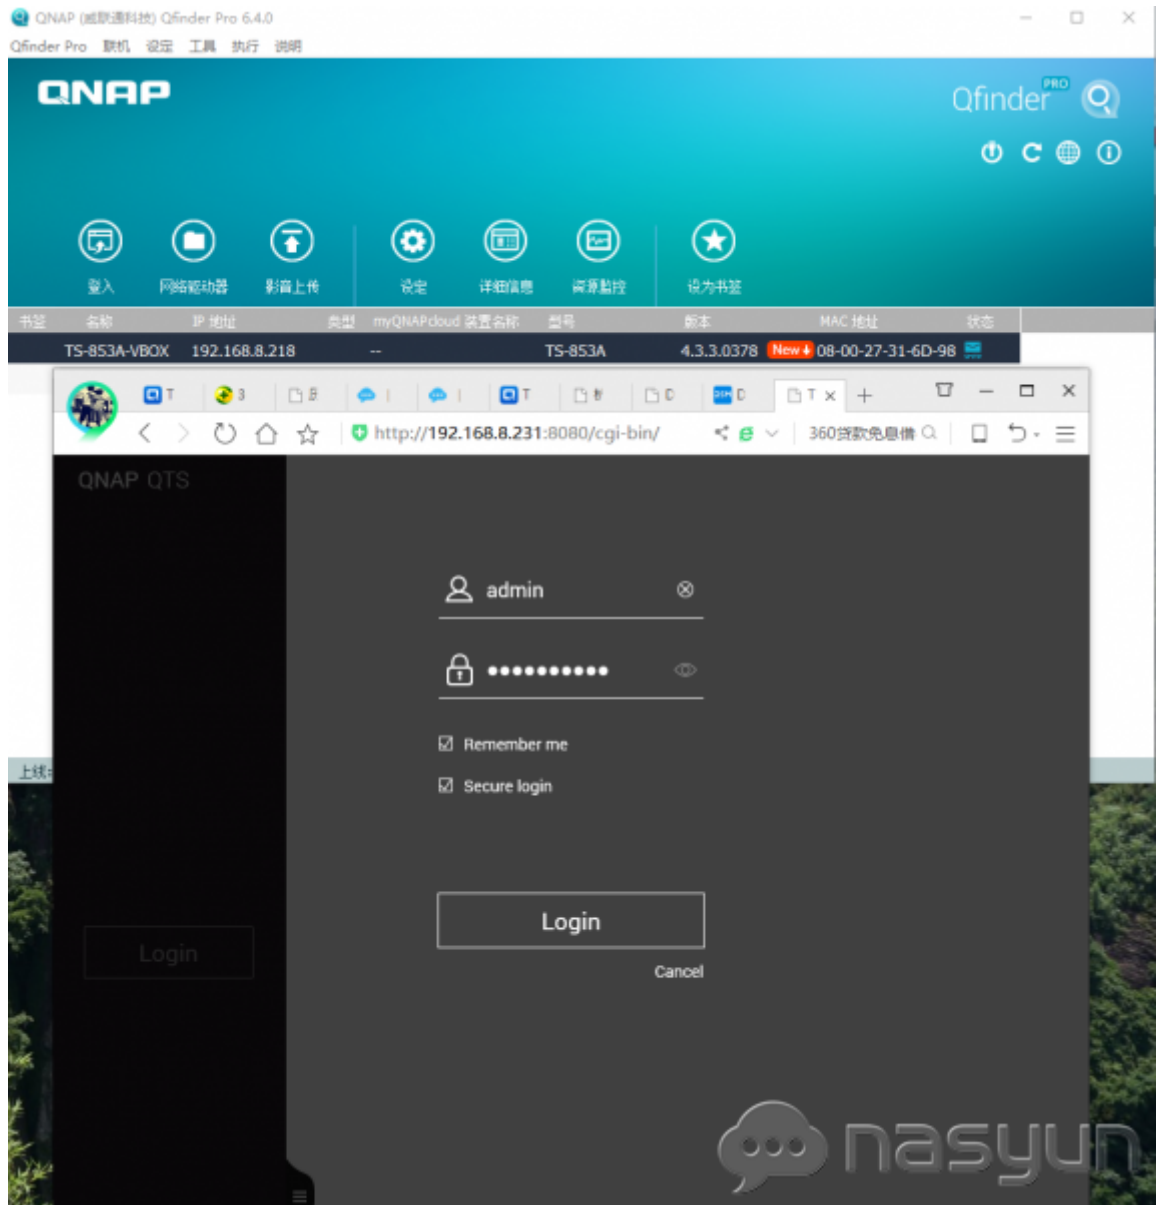 QNAP (威联通科技) Qfinder Pro 6.4.0
Qfinder Pro 联机 设定 工具 执行 说明
QNAP
Qfinder PRO
登入 网络驱动器 影音上传 设定 详细信息 资源监控 设为书签
书签 名称 IP 地址 类型 myQNAPcloud 装置名称 型号 版本 MAC 地址 状态
TS-853A-VBOX 192.168.8.218 -- TS-853A 4.3.3.0378 New 08-00-27-31-6D-98
T 3 T D D T
http://192.168.8.231:8080/cgi-bin/ 360贷款免息借
QNAP QTS
admin
••••••••••
Remember me
Secure login
上线:
Login
Login
Cancel
nasyun